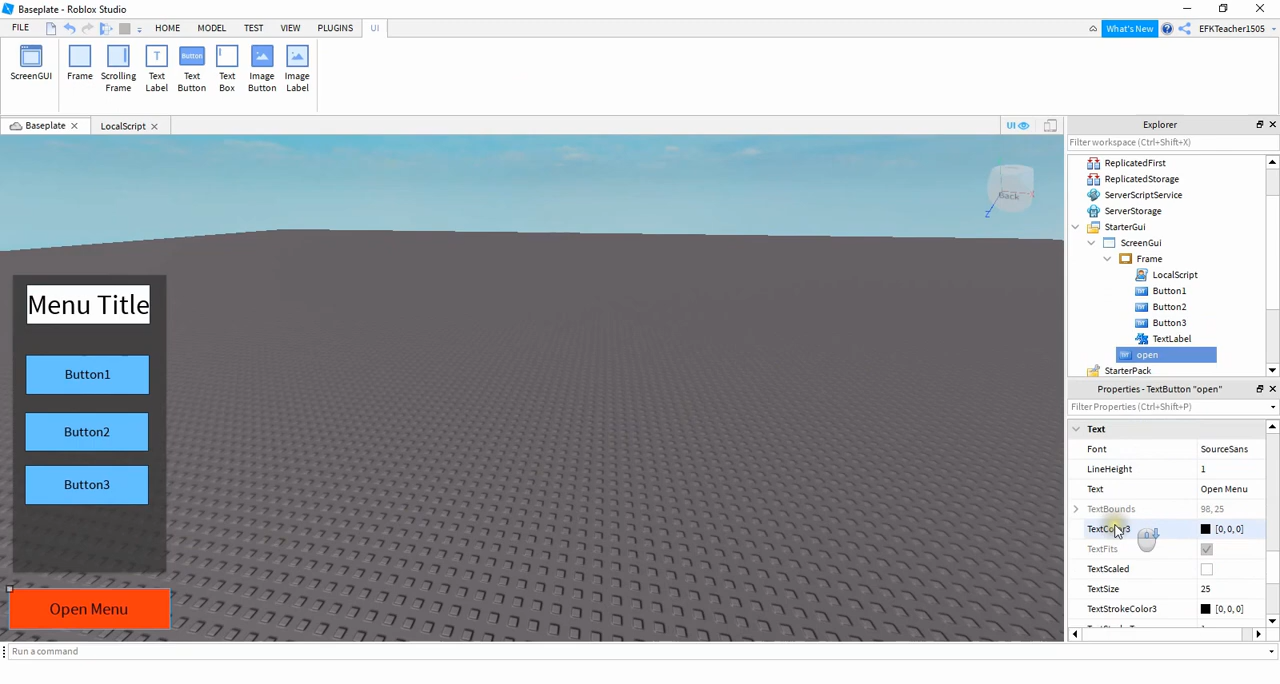 Baseplate - Roblox Studio
FILE HOME MODEL TEST VIEW PLUGINS UI What's New EFKTeacher1505
ScreenGUI Frame Scrolling Frame Text Label Button Text Button Text Box Image Button Image Label
Baseplate LocalScript UI
Explorer
Filter workspace (Ctrl+Shift+X)
ReplicatedFirst
ReplicatedStorage
ServerScriptService
ServerStorage
StarterGui
ScreenGui
Frame
LocalScript
Button1
Button2
Button3
TextLabel
open
StarterPack
Back
Z
Menu Title
Button1
Button2
Button3
Open Menu
Properties - TextButton "open"
Filter Properties (Ctrl+Shift+P)
Text
Font SourceSans
LineHeight 1
Text Open Menu
TextBounds 98, 25
TextColor3 [0, 0, 0]
TextFits
TextScaled
TextSize 25
TextStrokeColor3 [0, 0, 0]
Run a command